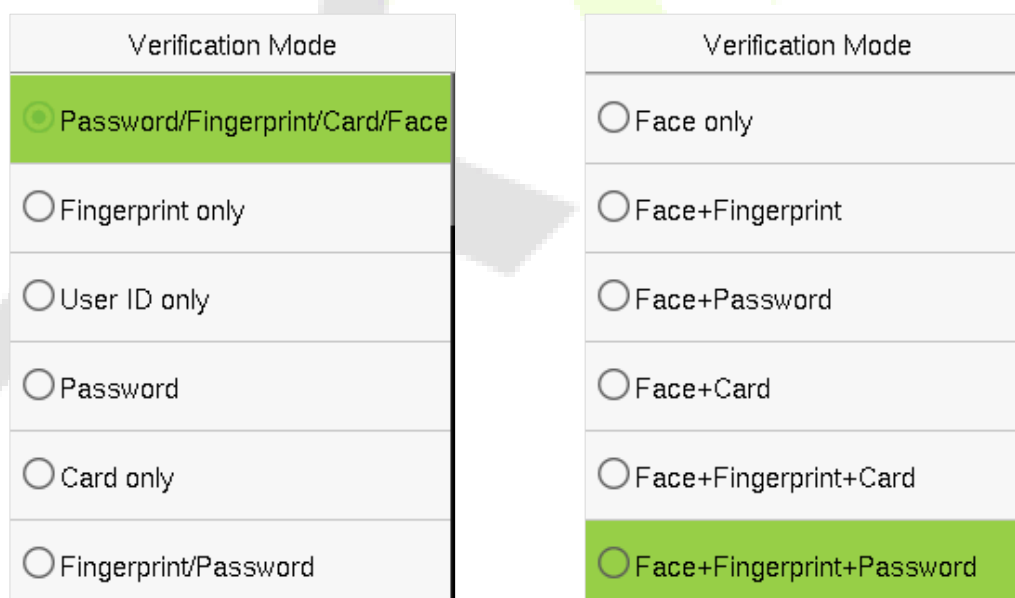 Verification Mode
Password/Fingerprint/Card/Face
Fingerprint only
User ID only
Password
Card only
Fingerprint/Password
Verification Mode
Face only
Face+Fingerprint
Face+Password
Face+Card
Face+Fingerprint+Card
Face+Fingerprint+Password